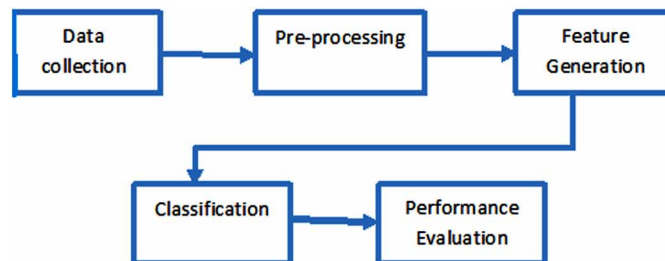 Data
collection
Pre-processing
Feature
Generation
Classification
Performance
Evaluation